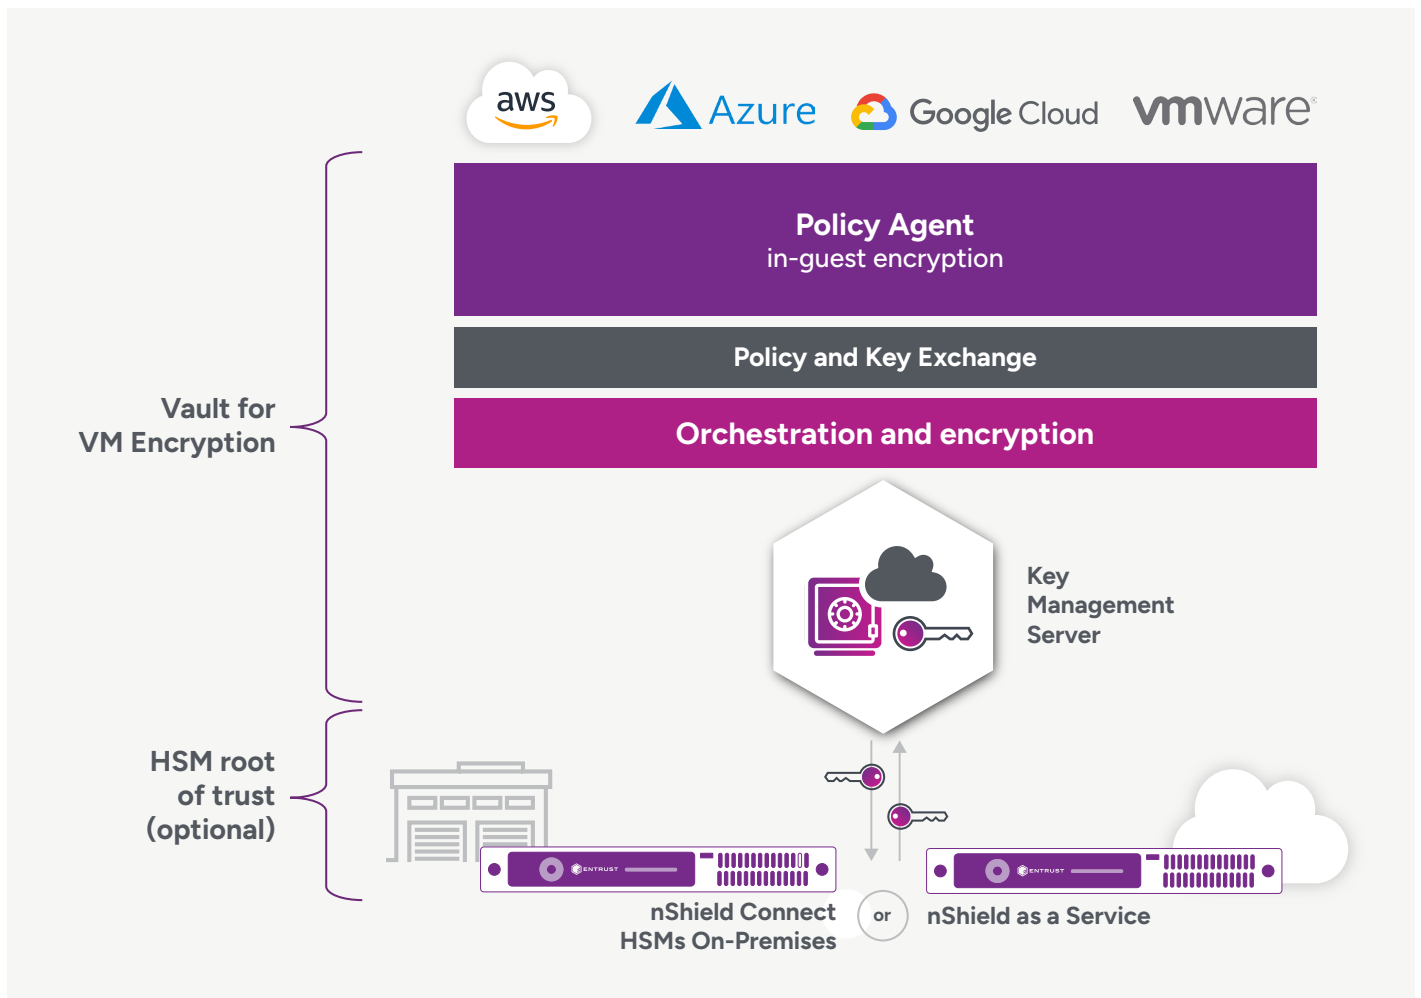 aws
Azure
Google Cloud
vmware®
Policy Agent
in-guest encryption
Policy and Key Exchange
Orchestration and encryption
Vault for
VM Encryption
Key
Management
Server
HSM root
of trust
(optional)
ENTRUST
ENTRUST
nShield Connect
HSMs On-Premises
or
nShield as a Service